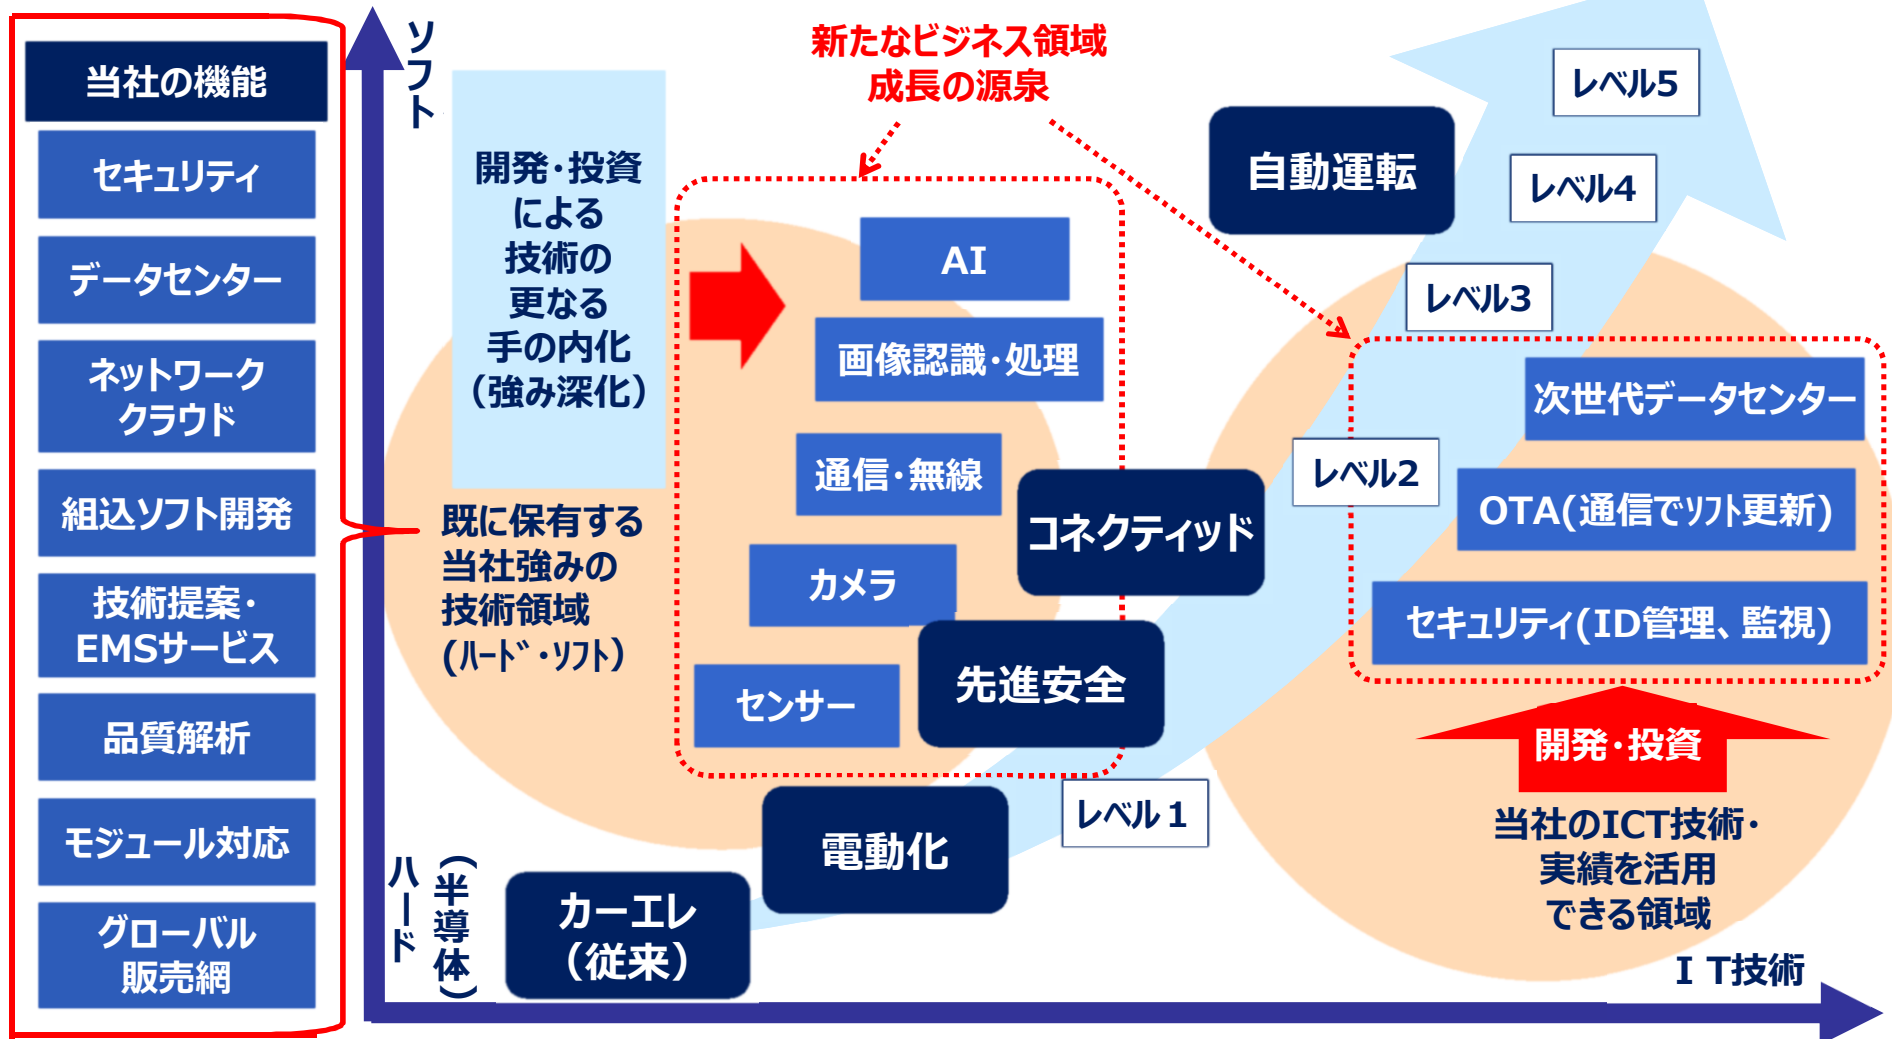 当社の機能
セキュリティ
データセンター
ネットワーク
クラウド
組込ソフト開発
技術提案・
EMSサービス
品質解析
モジュール対応
グローバル
販売網
ソフト
ハード
（半導体）
開発・投資
による
技術の
更なる
手の内化
（強み深化）
既に保有する
当社強みの
技術領域
(ﾊｰﾄﾞ・ｿﾌﾄ）
新たなビジネス領域
成長の源泉
AI
画像認識・処理
通信・無線
カメラ
センサー
カーエレ
（従来）
電動化
先進安全
コネクティッド
自動運転
レベル１
レベル2
レベル3
レベル4
レベル5
次世代データセンター
OTA(通信でソフト更新)
セキュリティ(ID管理、監視)
開発・投資
当社のICT技術・
実績を活用
できる領域
ＩT技術